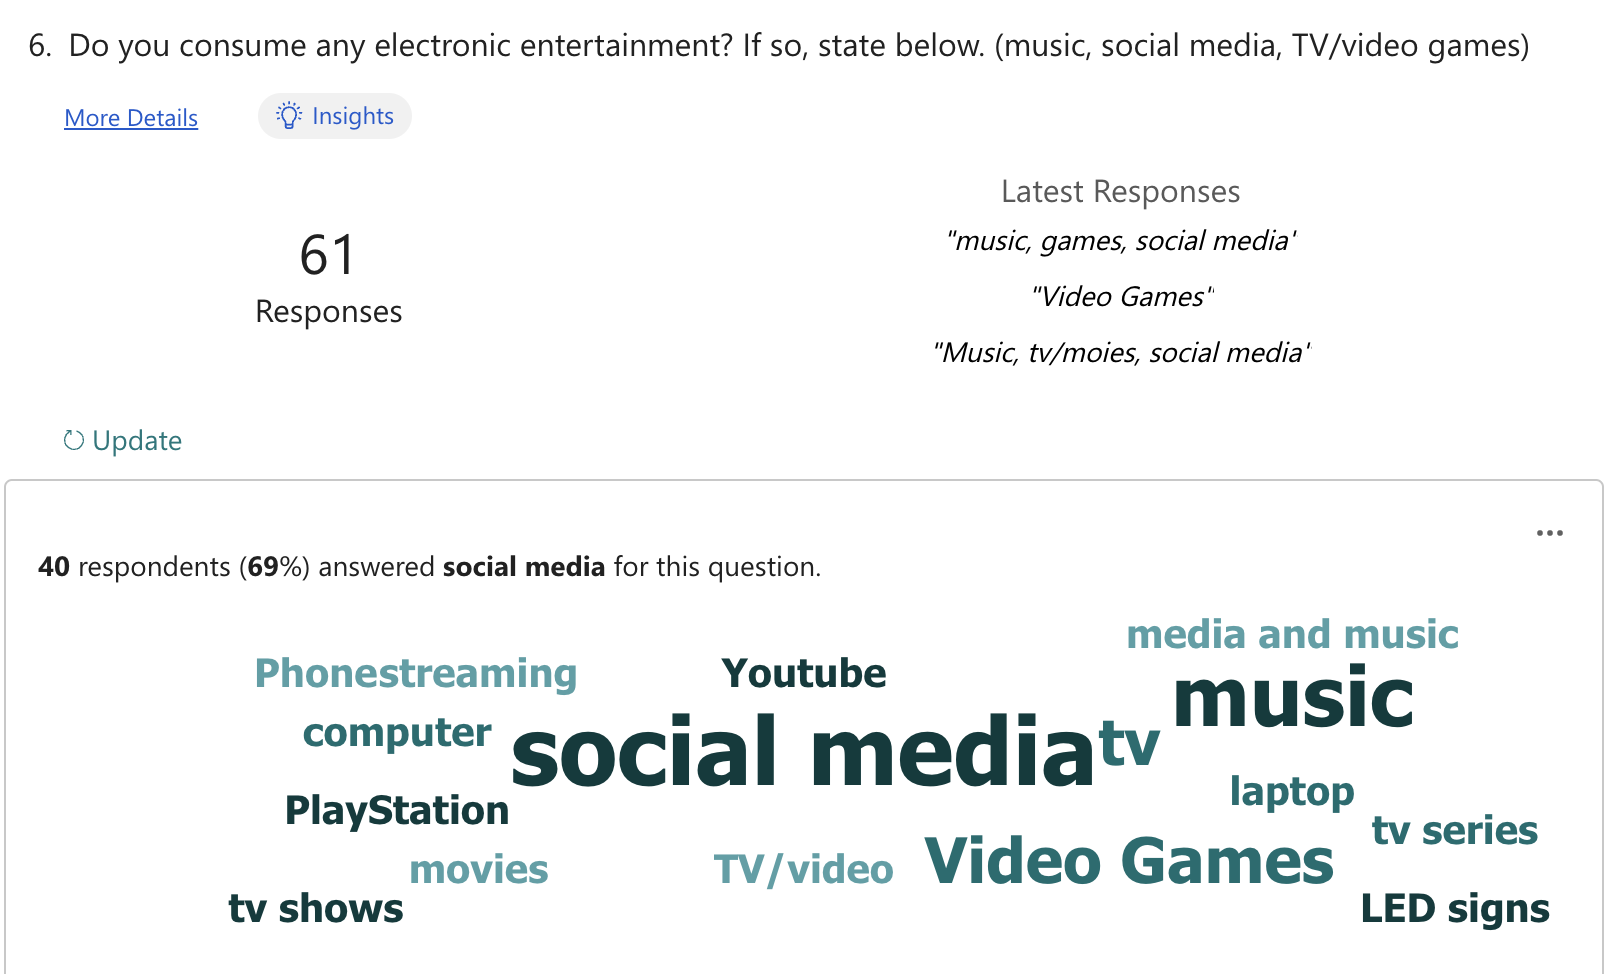 6. Do you consume any electronic entertainment? If so, state below. (music, social media, TV/video games)
More Details
Insights
61
Responses
Latest Responses
"music, games, social media'
"Video Games"
"Music, tv/moies, social media"
Update
...
40 respondents (69%) answered social media for this question.
media and music
Phonestreaming
Youtube
music
computer
social media
tv
laptop
PlayStation
tv series
movies
TV/video
Video Games
tv shows
LED signs